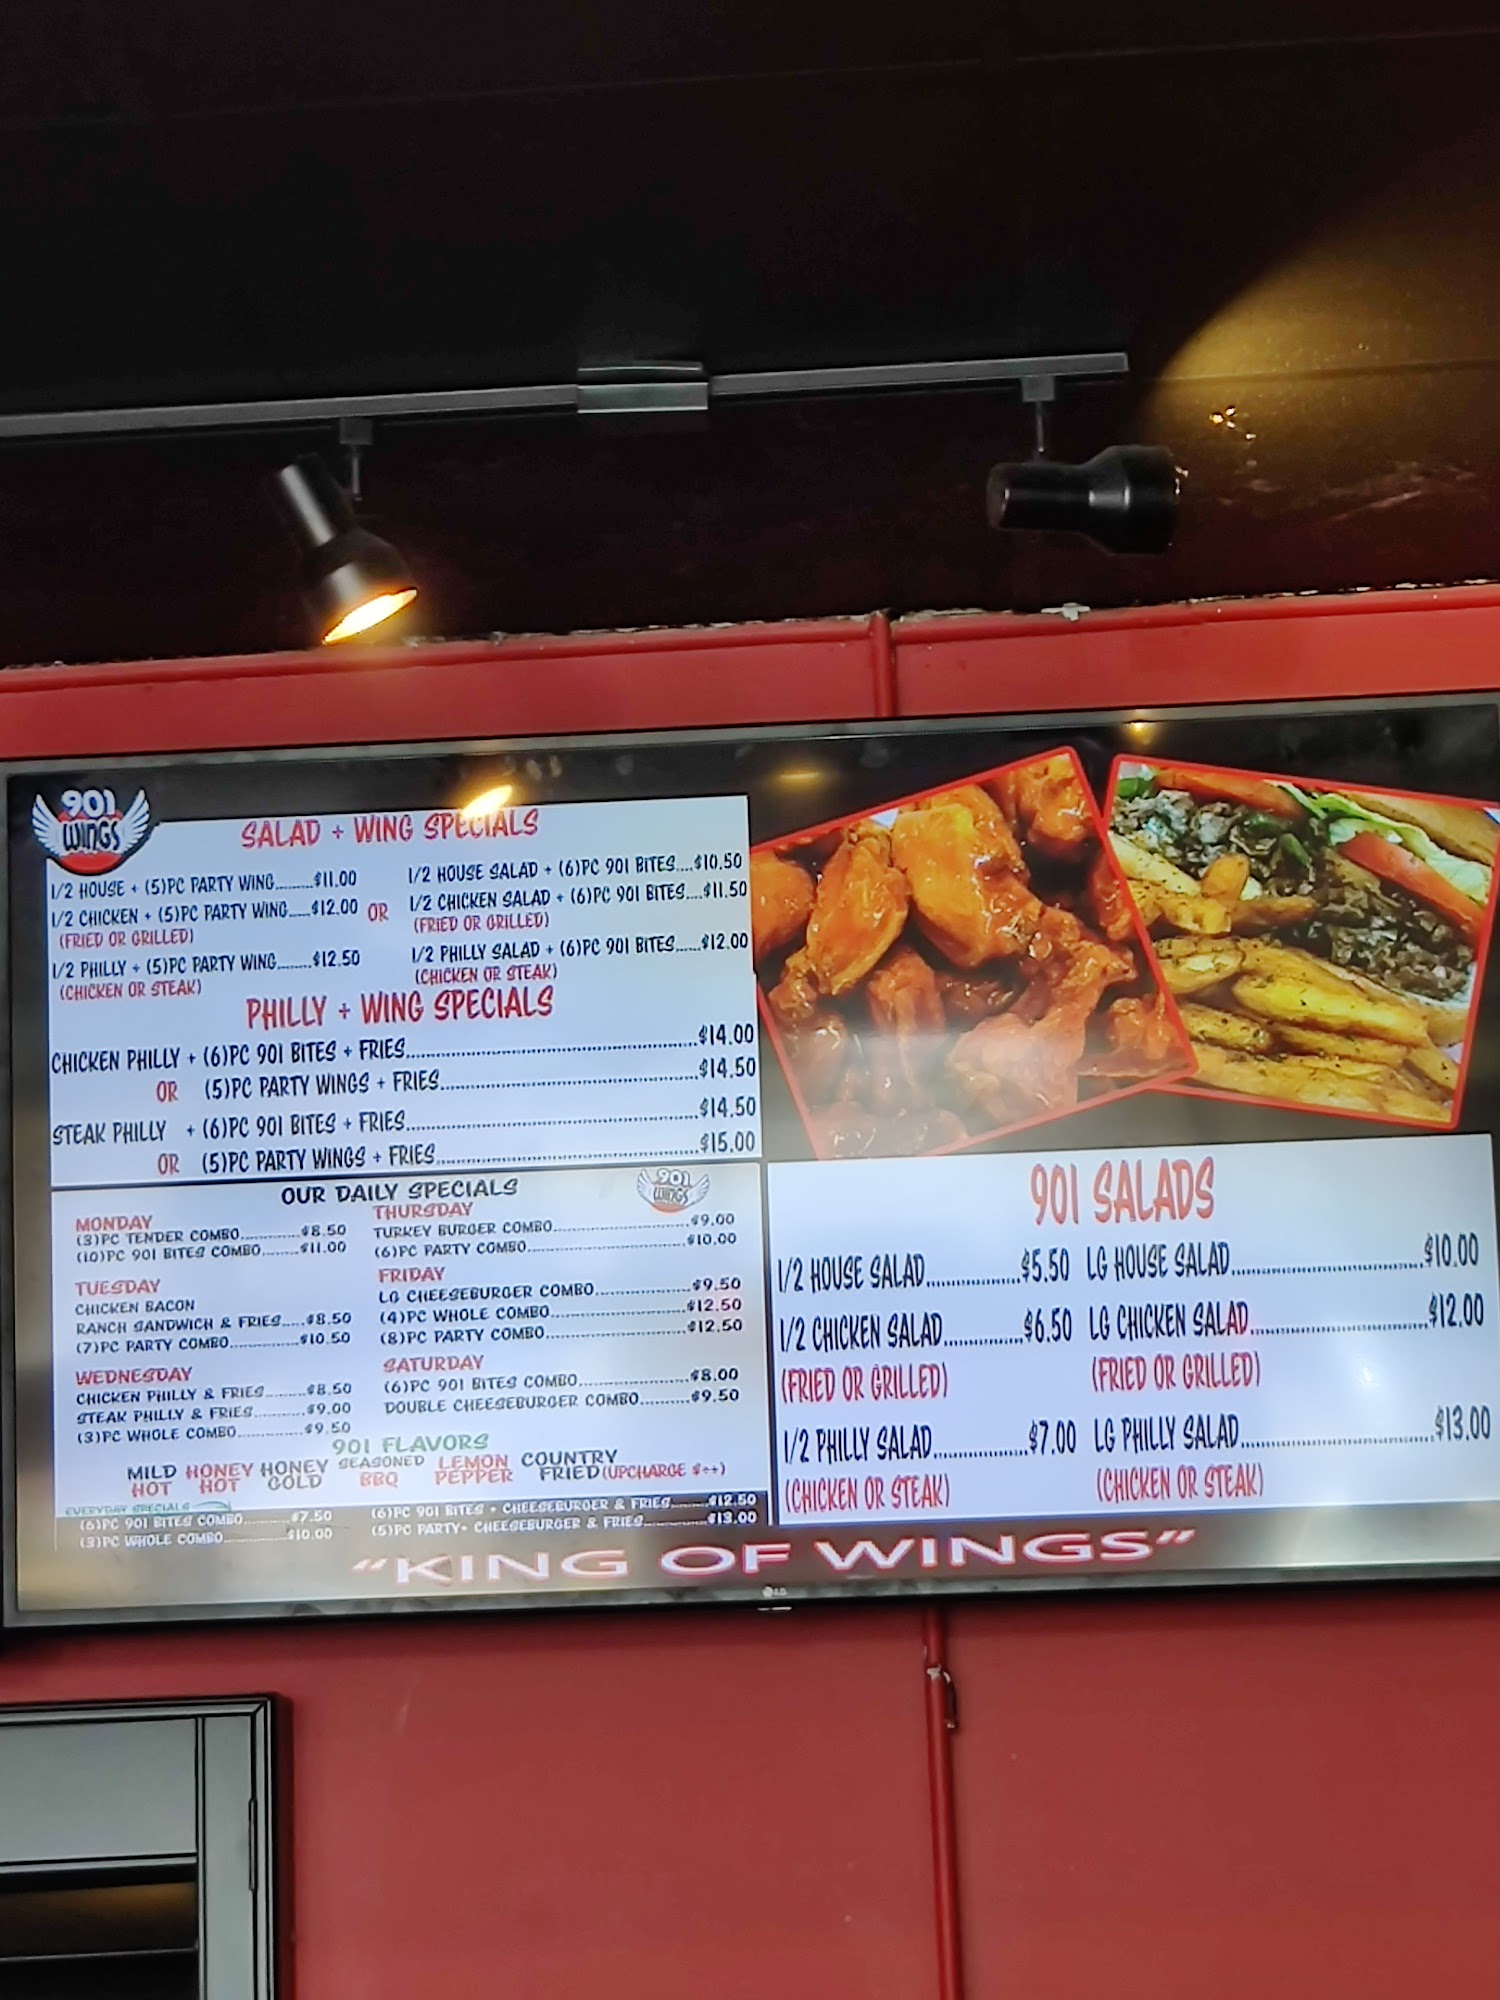 901
WINGS
SALAD + WING SPECIALS
1/2 HOUSE + (5)PC PARTY WING.........$11.00
1/2 CHICKEN + (5)PC PARTY WING.....$12.00
(FRIED OR GRILLED)
1/2 PHILLY + (5)PC PARTY WING........$12.50
(CHICKEN OR STEAK)
OR
1/2 HOUSE SALAD + (6)PC 901 BITES....$10.50
1/2 CHICKEN SALAD + (6)PC 901 BITES....$11.50
(FRIED OR GRILLED)
1/2 PHILLY SALAD + (6)PC 901 BITES......$12.00
(CHICKEN OR STEAK)
PHILLY + WING SPECIALS
CHICKEN PHILLY + (6)PC 901 BITES + FRIES..........$14.00
OR (5)PC PARTY WINGS + FRIES..........$14.50
STEAK PHILLY + (6)PC 901 BITES + FRIES..........$14.50
OR (5)PC PARTY WINGS + FRIES..........$15.00
OUR DAILY SPECIALS
901
WINGS
MONDAY
(3)PC TENDER COMBO............$8.50
(10)PC 901 BITES COMBO........$11.00
TUESDAY
CHICKEN BACON
RANCH SANDWICH & FRIES.....$8.50
(7)PC PARTY COMBO..............$10.50
WEDNESDAY
CHICKEN PHILLY & FRIES........$8.50
STEAK PHILLY & FRIES...........$9.00
(3)PC WHOLE COMBO..............$9.50
THURSDAY
TURKEY BURGER COMBO..........$9.00
(6)PC PARTY COMBO..........$10.00
FRIDAY
LG CHEESEBURGER COMBO..........$9.50
(4)PC WHOLE COMBO..........$12.50
(8)PC PARTY COMBO..........$12.50
SATURDAY
(6)PC 901 BITES COMBO..........$8.00
DOUBLE CHEESEBURGER COMBO..........$9.50
901 FLAVORS
MILD HONEY HONEY SEASONED LEMON COUNTRY
HOT HOT GOLD BBQ PEPPER FRIED (UPCHARGE $++)
EVERYDAY SPECIALS
(6)PC 901 BITES COMBO..........$7.50
(3)PC WHOLE COMBO..........$10.00
(6)PC 901 BITES + CHEESEBURGER & FRIES........$12.50
(5)PC PARTY+ CHEESEBURGER & FRIES..........$13.00
901 SALADS
1/2 HOUSE SALAD..........$5.50 LG HOUSE SALAD..........$10.00
1/2 CHICKEN SALAD..........$6.50 LG CHICKEN SALAD..........$12.00
(FRIED OR GRILLED) (FRIED OR GRILLED)
1/2 PHILLY SALAD..........$7.00 LG PHILLY SALAD..........$13.00
(CHICKEN OR STEAK) (CHICKEN OR STEAK)
"KING OF WINGS"
LG